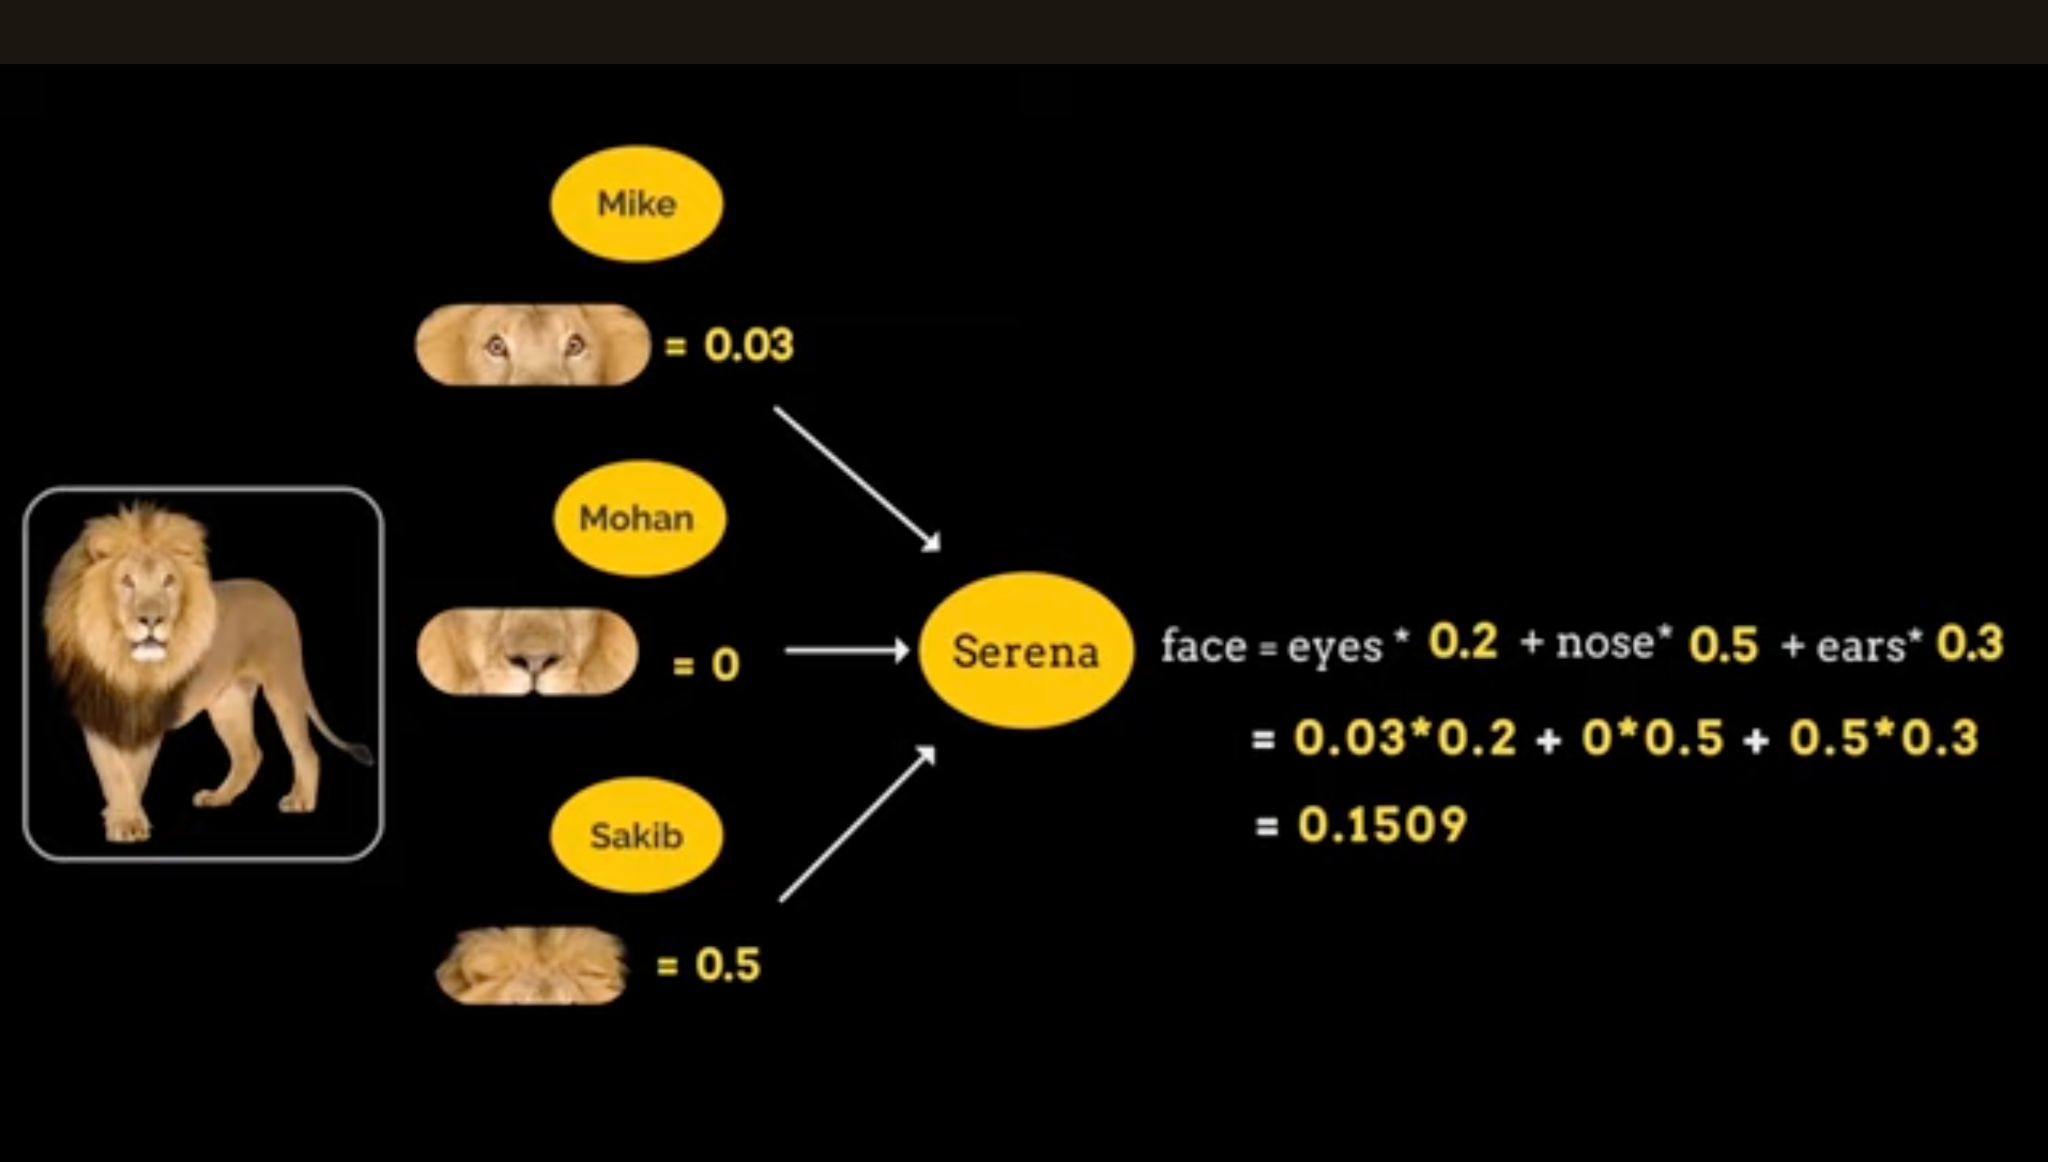 Mike
= 0.03
Mohan
= 0
Serena
face = eyes * 0.2 + nose* 0.5 + ears* 0.3
= 0.03*0.2 + 0*0.5 + 0.5*0.3
= 0.1509
Sakib
= 0.5